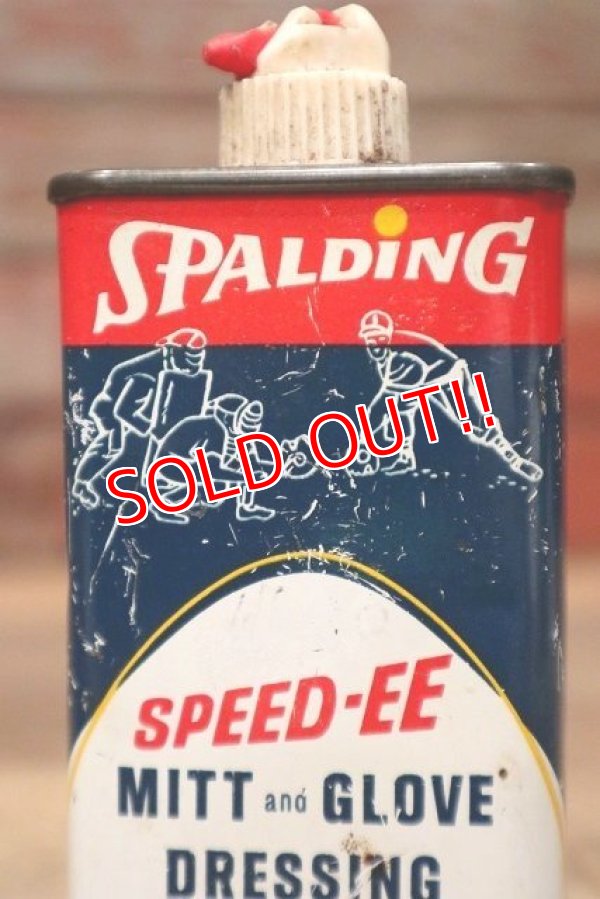 SPALDING
SOLD OUT!!
SPEED-EE
MITT and GLOVE
DRESSING